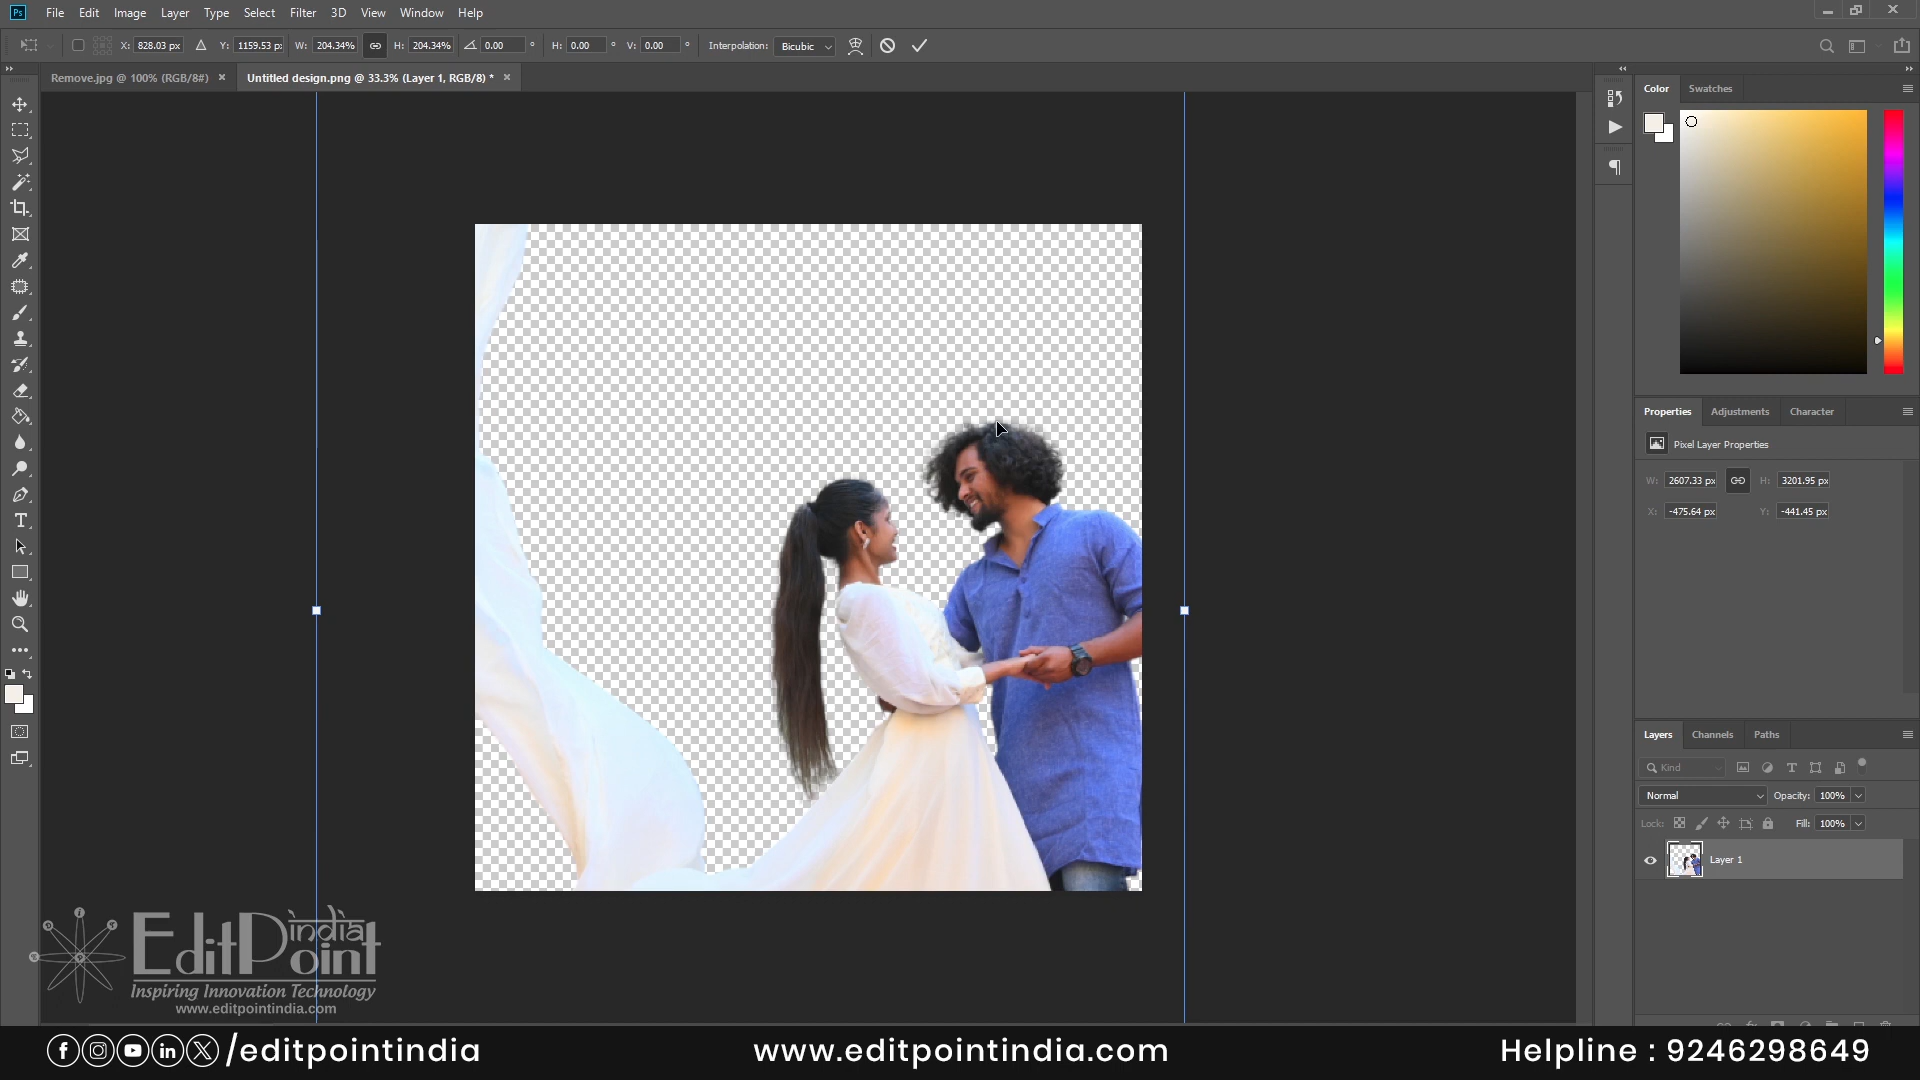 Ps File Edit Image Layer Type Select Filter 3D View Window Help
X: 828.03 px Y: 1159.53 p: W: 204.34% H: 204.34% 0.00 ° H: 0.00 ° V: 0.00 ° Interpolation: Bicubic
Remove.jpg @ 100% (RGB/8#) × Untitled design.png @ 33.3% (Layer 1, RGB/8) * ×
Color Swatches
Properties Adjustments Character
Pixel Layer Properties
W: 2607.33 px H: 3201.95 px
X: -475.64 px Y: -441.45 px
Layers Channels Paths
Kind
Normal Opacity: 100%
Lock: Fill: 100%
Layer 1
EditPoint india
Inspiring Innovation Technology
www.editpointindia.com
/editpointindia www.editpointindia.com Helpline : 9246298649